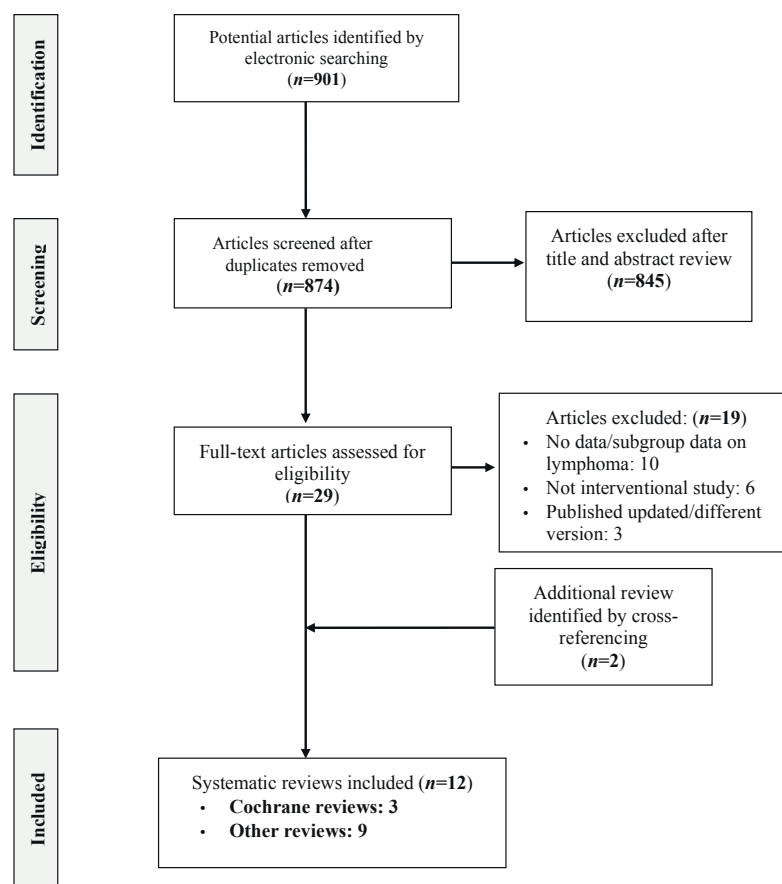 Identification
Potential articles identified by
electronic searching
(n=901)
Screening
Articles screened after
duplicates removed
(n=874)
Articles excluded after
title and abstract review
(n=845)
Eligibility
Full-text articles assessed for
eligibility
(n=29)
Articles excluded: (n=19)
• No data/subgroup data on
lymphoma: 10
• Not interventional study: 6
• Published updated/different
version: 3
Additional review
identified by cross-
referencing
(n=2)
Included
Systematic reviews included (n=12)
• Cochrane reviews: 3
• Other reviews: 9